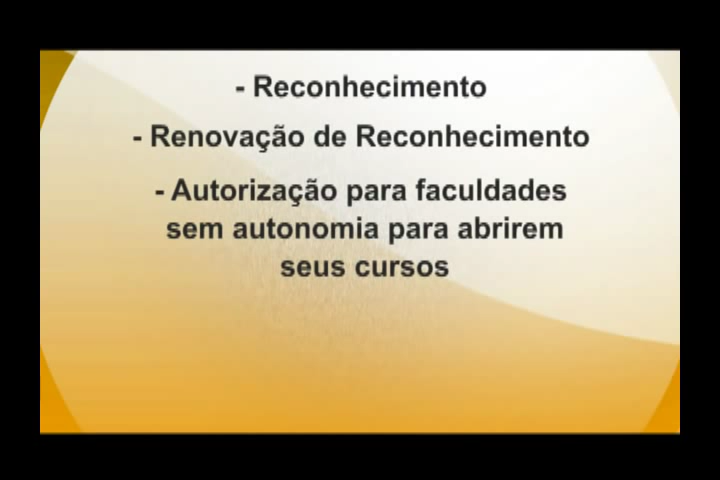 - Reconhecimento
- Renovação de Reconhecimento
- Autorização para faculdades
sem autonomia para abrirem
seus cursos